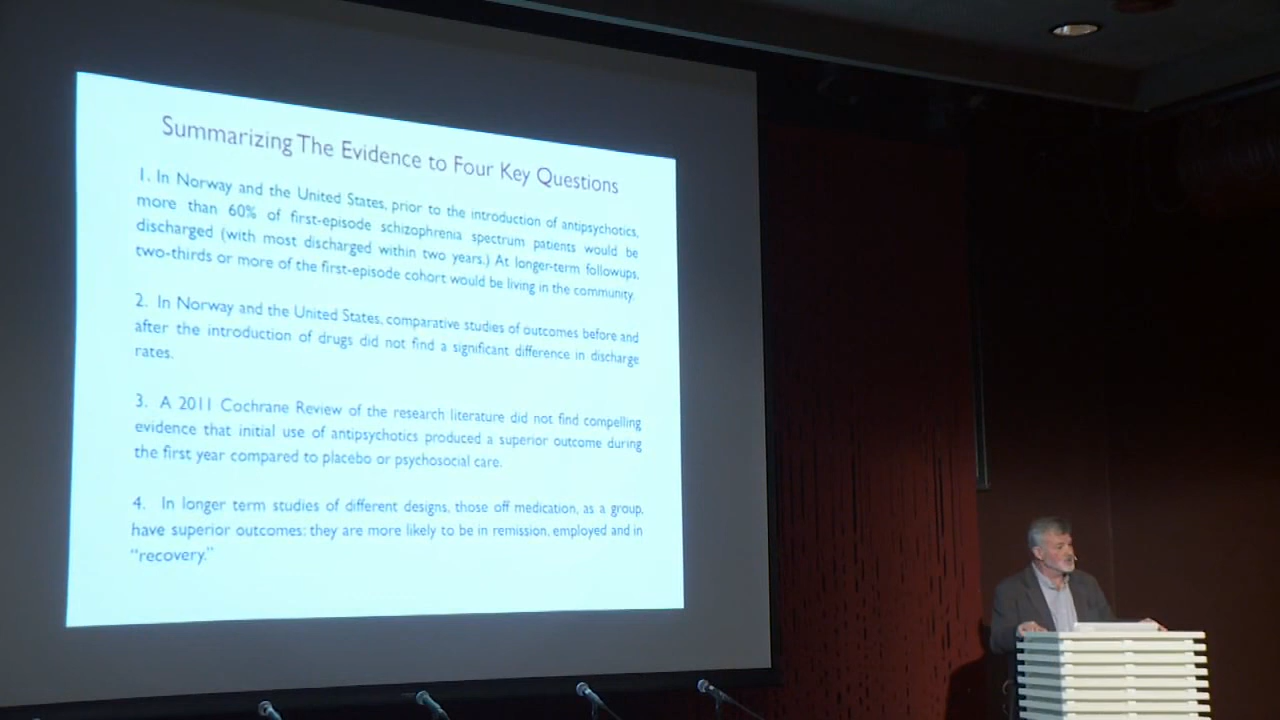 Summarizing The Evidence to Four Key Questions
1. In Norway and the United States, prior to the introduction of antipsychotics,
more than 60% of first-episode schizophrenia spectrum patients would be
discharged (with most discharged within two years.) At longer-term followups,
two-thirds or more of the first-episode cohort would be living in the community.
2. In Norway and the United States, comparative studies of outcomes before and
after the introduction of drugs did not find a significant difference in discharge
rates.
3. A 2011 Cochrane Review of the research literature did not find compelling
evidence that initial use of antipsychotics produced a superior outcome during
the first year compared to placebo or psychosocial care.
4. In longer term studies of different designs, those off medication, as a group,
have superior outcomes: they are more likely to be in remission, employed and in
“recovery.”